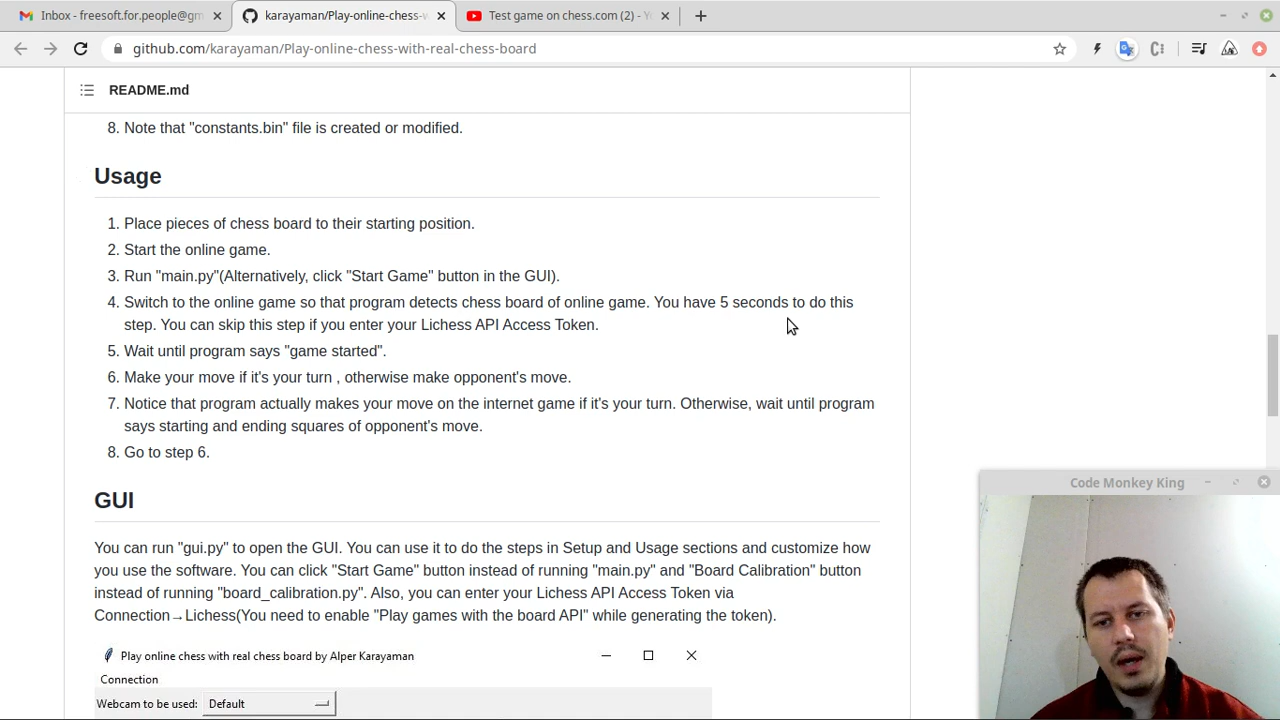 Inbox - freesoft.for.people@gm
karayaman/Play-online-chess-w
Test game on chess.com (2) - Y
github.com/karayaman/Play-online-chess-with-real-chess-board
README.md
8. Note that "constants.bin" file is created or modified.
Usage
1. Place pieces of chess board to their starting position.
2. Start the online game.
3. Run "main.py"(Alternatively, click "Start Game" button in the GUI).
4. Switch to the online game so that program detects chess board of online game. You have 5 seconds to do this
step. You can skip this step if you enter your Lichess API Access Token.
5. Wait until program says "game started".
6. Make your move if it's your turn , otherwise make opponent's move.
7. Notice that program actually makes your move on the internet game if it's your turn. Otherwise, wait until program
says starting and ending squares of opponent's move.
8. Go to step 6.
Code Monkey King
GUI
You can run "gui.py" to open the GUI. You can use it to do the steps in Setup and Usage sections and customize how
you use the software. You can click "Start Game" button instead of running "main.py" and "Board Calibration" button
instead of running "board_calibration.py". Also, you can enter your Lichess API Access Token via
Connection→Lichess(You need to enable "Play games with the board API" while generating the token).
Play online chess with real chess board by Alper Karayaman
Connection
Webcam to be used: Default